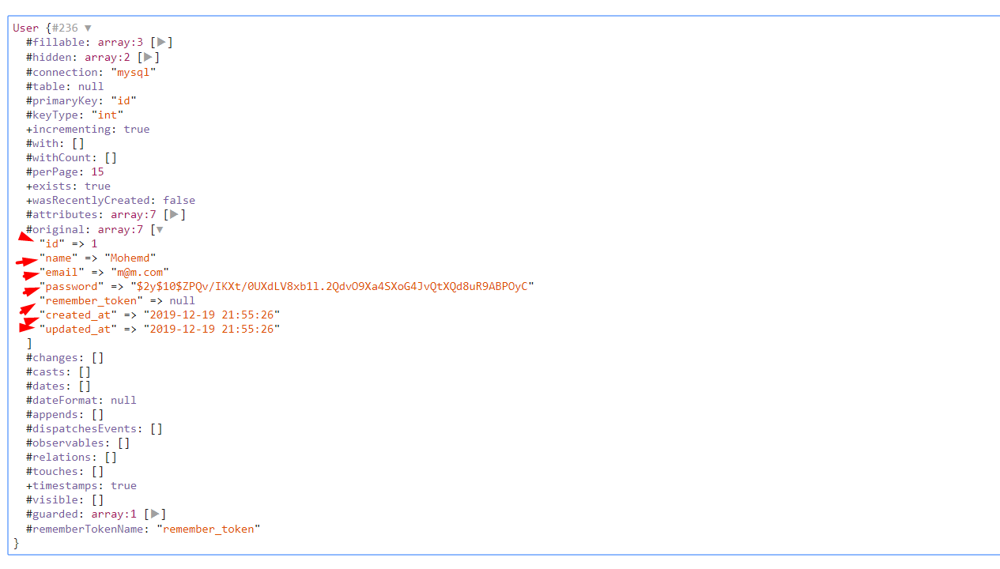 User {#236 ▼
#fillable: array:3 [▶]
#hidden: array:2 [▶]
#connection: "mysql"
#table: null
#primaryKey: "id"
#keyType: "int"
+incrementing: true
#with: []
#withCount: []
#perPage: 15
+exists: true
+wasRecentlyCreated: false
#attributes: array:7 [▶]
#original: array:7 [▼
"id" => 1
"name" => "Mohemd"
"email" => "m@m.com"
"password" => "$2y$10$ZPQv/IKXt/0UXdLV8xb1l.2QdvO9Xa4SXoG4JvQtXQd8uR9ABPOyC"
"remember_token" => null
"created_at" => "2019-12-19 21:55:26"
"updated_at" => "2019-12-19 21:55:26"
]
#changes: []
#casts: []
#dates: []
#dateFormat: null
#appends: []
#dispatchesEvents: []
#observables: []
#relations: []
#touches: []
+timestamps: true
#visible: []
#guarded: array:1 [▶]
#rememberTokenName: "remember_token"
}